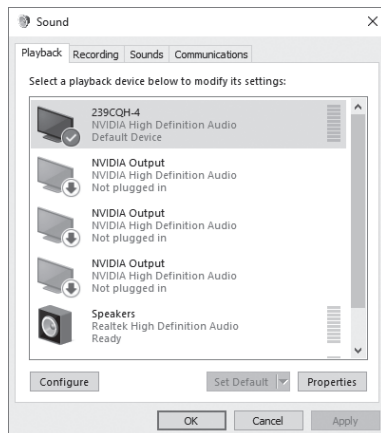 Sound
Playback Recording Sounds Communications
Select a playback device below to modify its settings:
239CQH-4
NVIDIA High Definition Audio
Default Device
NVIDIA Output
NVIDIA High Definition Audio
Not plugged in
NVIDIA Output
NVIDIA High Definition Audio
Not plugged in
NVIDIA Output
NVIDIA High Definition Audio
Not plugged in
Speakers
Realtek High Definition Audio
Ready
Configure Set Default Properties
OK Cancel Apply